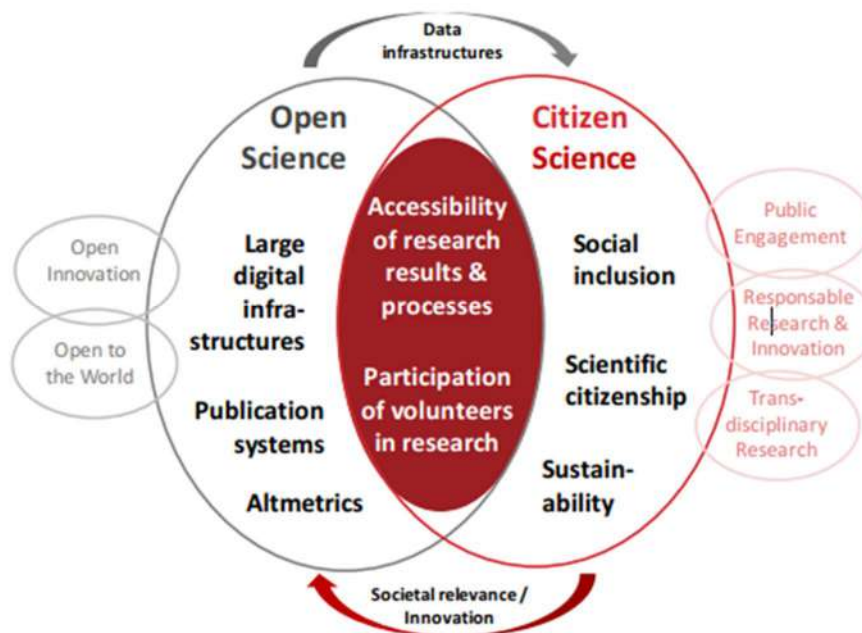 Data
infrastructures
Open
Science
Citizen
Science
Accessibility
of research
results &
processes
Participation
of volunteers
in research
Large
digital
infra-
structures
Publication
systems
Altmetrics
Social
inclusion
Scientific
citizenship
Sustain-
ability
Open
Innovation
Open to
the World
Public
Engagement
Responsable
Research &
Innovation
Trans-
disciplinary
Research
Societal relevance /
Innovation